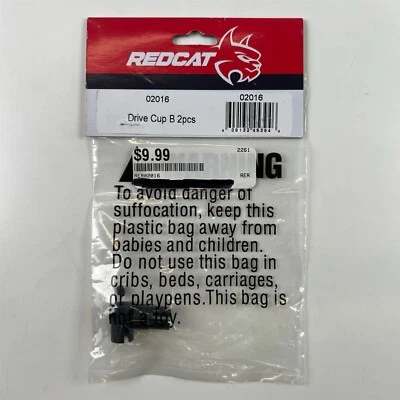 REDCAT
02016
Drive Cup B 2pcs
02016
$9.99
2261
RER
WARNING
To avoid danger of
suffocation, keep this
plastic bag away from
babies and children.
Do not use this bag in
cribs, beds, carriages,
or playpens. This bag is
not a toy.